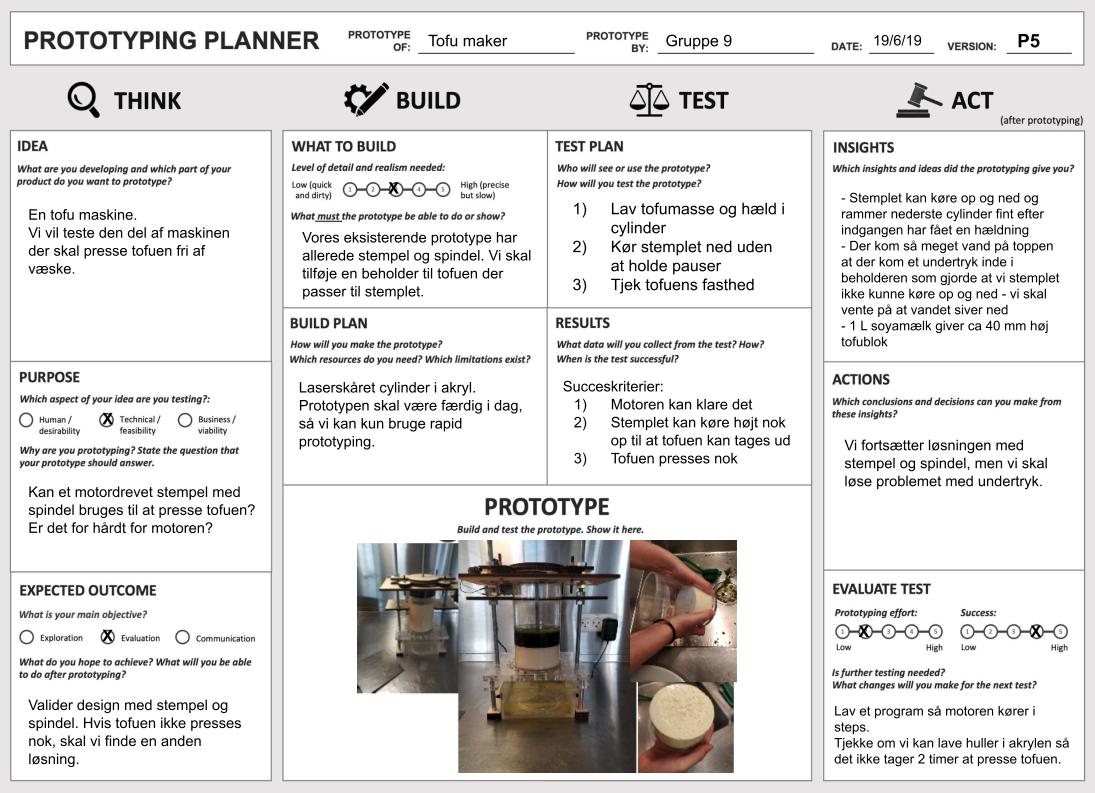 PROTOTYPING PLANNER
PROTOTYPE OF: Tofu maker
PROTOTYPE BY: Gruppe 9
DATE: 19/6/19
VERSION: P5
THINK
BUILD
TEST
ACT
(after prototyping)
IDEA
What are you developing and which part of your
product do you want to prototype?
En tofu maskine.
Vi vil teste den del af maskinen
der skal presse tofuen fri af
væske.
PURPOSE
Which aspect of your idea are you testing?:
Human / desirability
X Technical / feasibility
Business / viability
Why are you prototyping? State the question that
your prototype should answer.
Kan et motordrevet stempel med
spindel bruges til at presse tofuen?
Er det for hårdt for motoren?
EXPECTED OUTCOME
What is your main objective?
Exploration X Evaluation Communication
What do you hope to achieve? What will you be able
to do after prototyping?
Valider design med stempel og
spindel. Hvis tofuen ikke presses
nok, skal vi finde en anden
løsning.
WHAT TO BUILD
Level of detail and realism needed:
Low (quick and dirty) 1 2 X 4 5 High (precise but slow)
What must the prototype be able to do or show?
Vores eksisterende prototype har
allerede stempel og spindel. Vi skal
tilføje en beholder til tofuen der
passer til stemplet.
BUILD PLAN
How will you make the prototype?
Which resources do you need? Which limitations exist?
Laserskåret cylinder i akryl.
Prototypen skal være færdig i dag,
så vi kan kun bruge rapid
prototyping.
TEST PLAN
Who will see or use the prototype?
How will you test the prototype?
1) Lav tofumasse og hæld i
cylinder
2) Kør stemplet ned uden
at holde pauser
3) Tjek tofuens fasthed
RESULTS
What data will you collect from the test? How?
When is the test successful?
Succeskriterier:
1) Motoren kan klare det
2) Stemplet kan køre højt nok
op til at tofuen kan tages ud
3) Tofuen presses nok
PROTOTYPE
Build and test the prototype. Show it here.
INSIGHTS
Which insights and ideas did the prototyping give you?
- Stemplet kan køre op og ned og
rammer nederste cylinder fint efter
indgangen har fået en hældning
- Der kom så meget vand på toppen
at der kom et undertryk inde i
beholderen som gjorde at vi stemplet
ikke kunne køre op og ned - vi skal
vente på at vandet siver ned
- 1 L soyamælk giver ca 40 mm høj
tofublok
ACTIONS
Which conclusions and decisions can you make from
these insights?
Vi fortsætter løsningen med
stempel og spindel, men vi skal
løse problemet med undertryk.
EVALUATE TEST
Prototyping effort:
1 X 3 4 5
Low High
Success:
1 2 3 X 5
Low High
Is further testing needed?
What changes will you make for the next test?
Lav et program så motoren kører i
steps.
Tjekke om vi kan lave huller i akrylen så
det ikke tager 2 timer at presse tofuen.